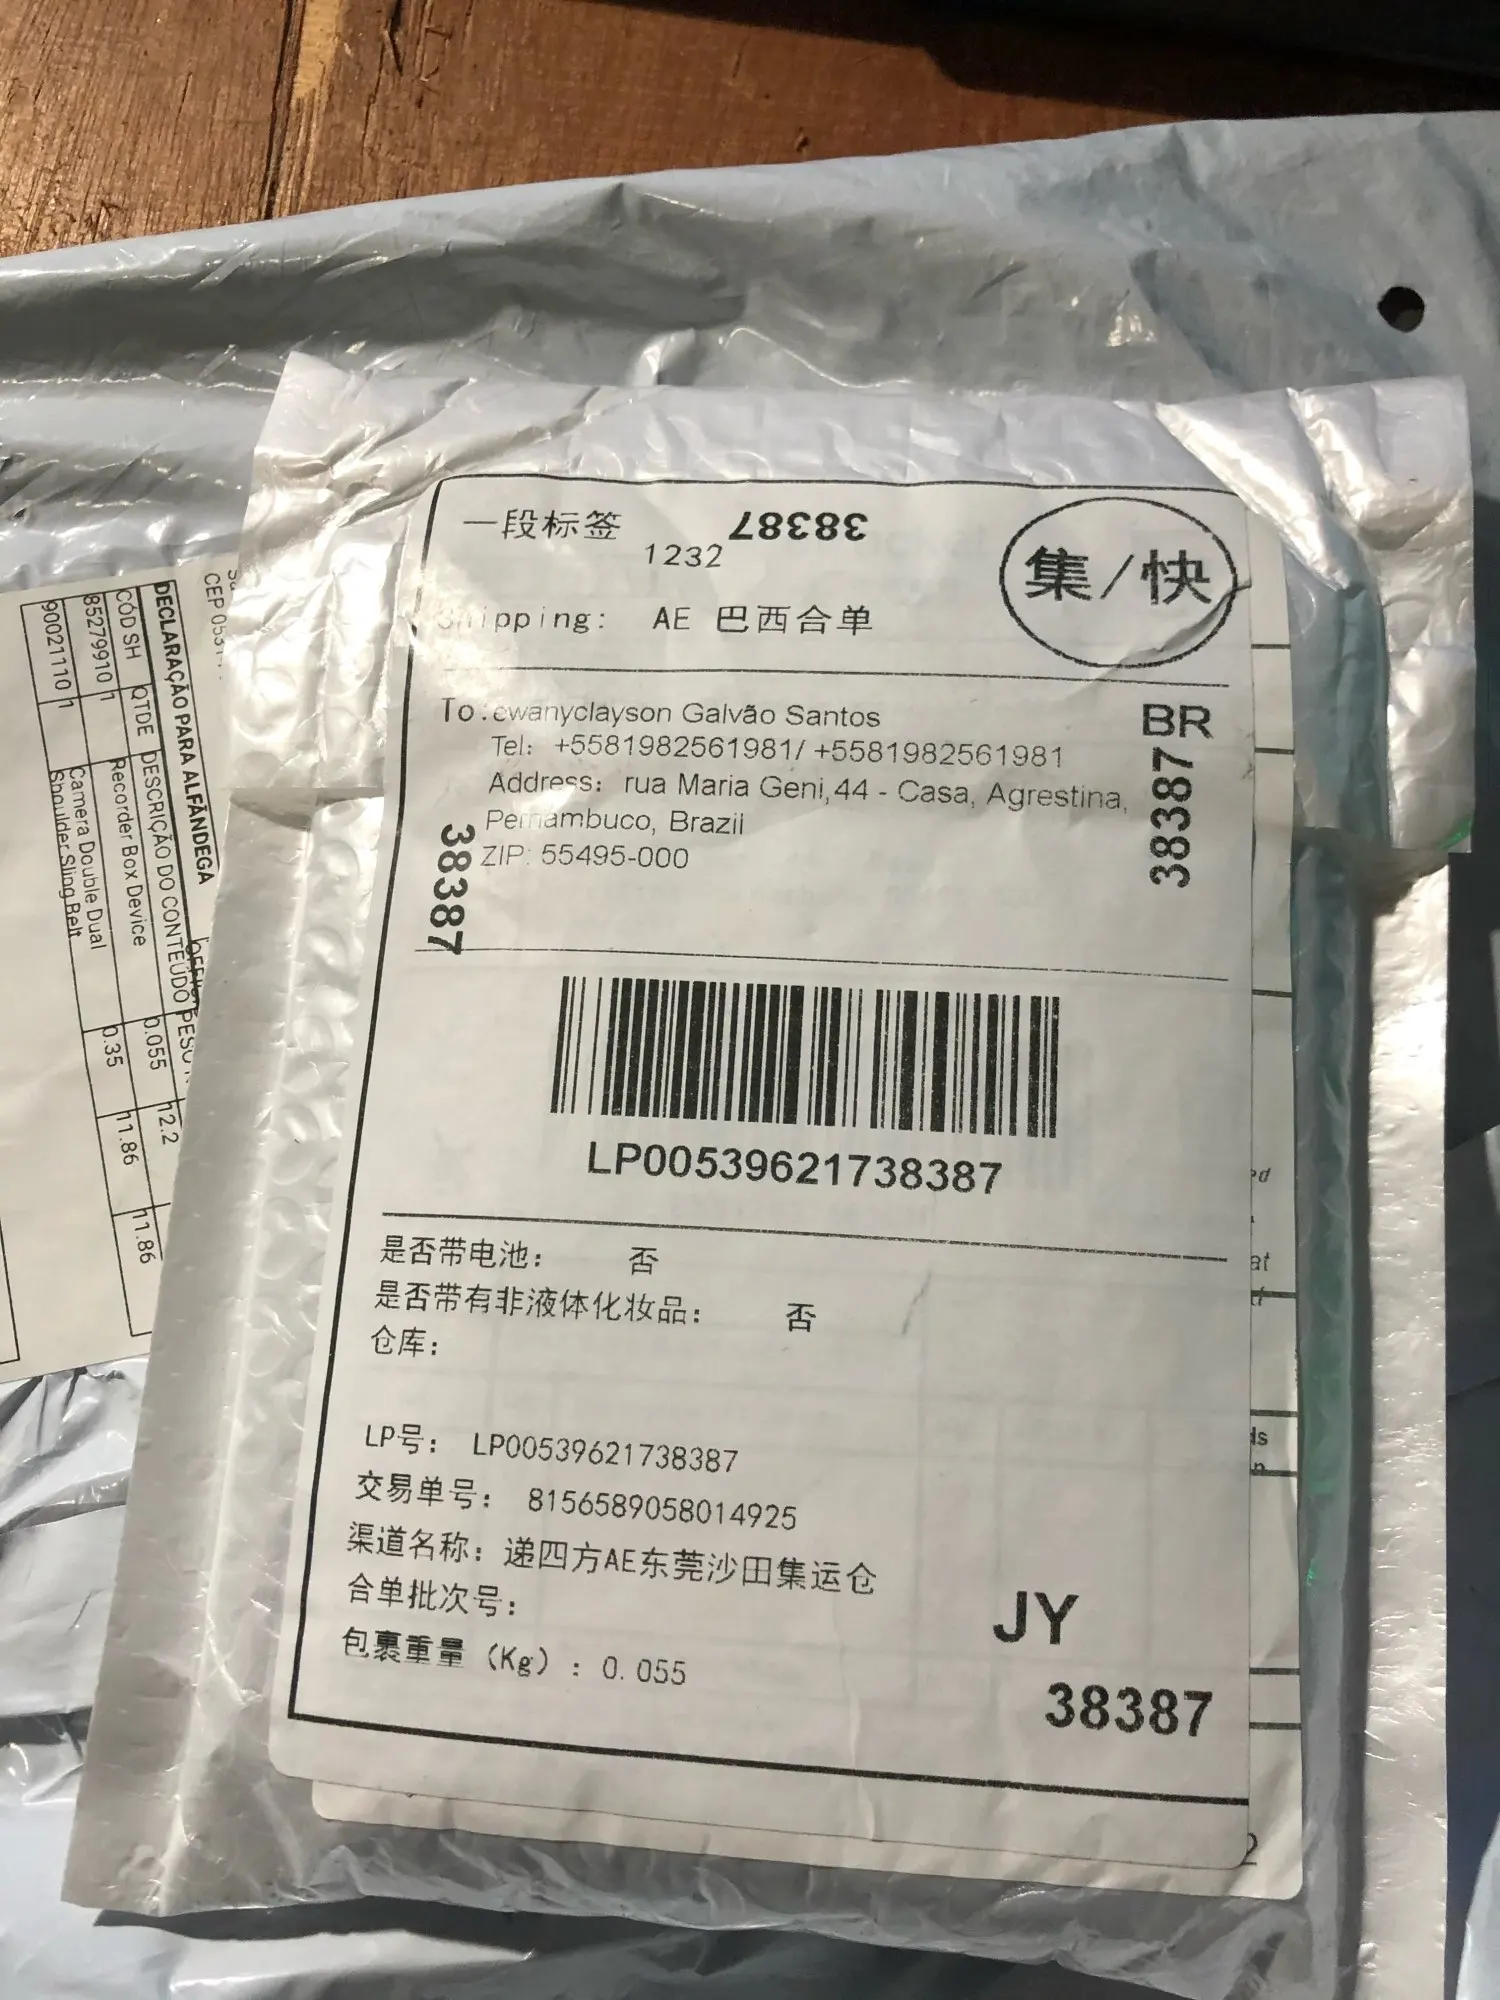 一段标签
38387
1232
集/快
Shipping: AE 巴西合单
To:ewanyclayson Galvão Santos
BR
Tel: +5581982561981/ +5581982561981
Address: rua Maria Geni,44 - Casa, Agrestina,
Pernambuco, Brazil
ZIP: 55495-000
38387
38387
LP00539621738387
是否带电池: 否
是否带有非液体化妆品: 否
仓库:
LP号: LP00539621738387
交易单号: 8156589058014925
渠道名称: 递四方AE东莞沙田集运仓
合单批次号:
包裹重量 (Kg) : 0.055
JY
38387
DECLARAÇÃO PARA ALFÂNDEGA
CÓD SH QTDE DESCRIÇÃO DO CONTEÚDO PESO
85279910 1 Recorder Box Device 0.055 12.2
90021110 1 Camera Double Dual Shoulder Sling Belt 0.35 11.86
11.86